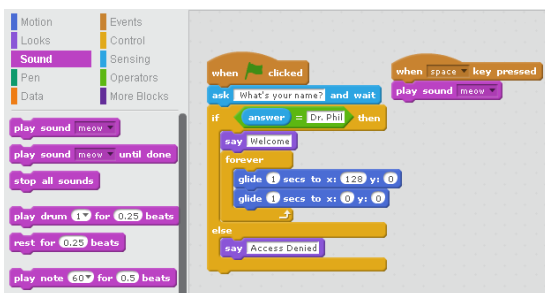 Motion Events
Looks Control
Sound Sensing
Pen Operators
Data More Blocks
play sound meow
play sound meow until done
stop all sounds
play drum 1 for 0.25 beats
rest for 0.25 beats
play note 60 for 0.5 beats
when clicked
ask What's your name? and wait
if answer = Dr. Phil then
say Welcome
forever
glide 1 secs to x: 128 y: 0
glide 1 secs to x: 0 y: 0
else
say Access Denied
when space key pressed
play sound meow